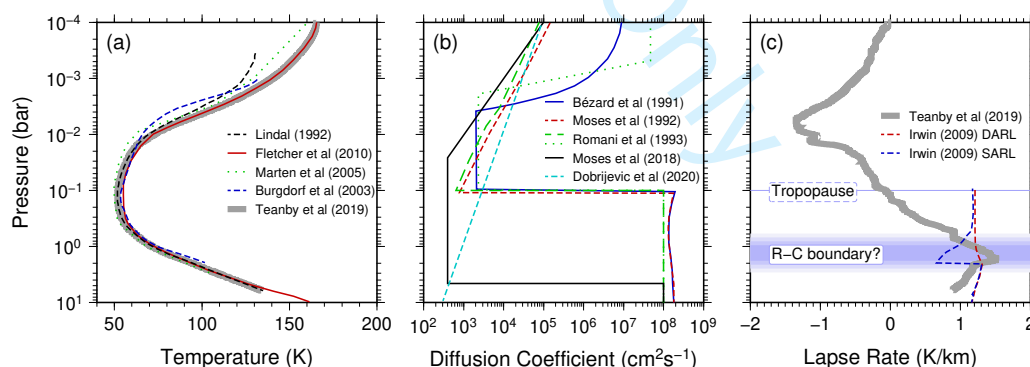 (a)
10⁻⁴
10⁻³
10⁻²
10⁻¹
10⁰
10¹
Pressure (bar)
Lindal (1992)
Fletcher et al (2010)
Marten et al (2005)
Burgdorf et al (2003)
Teanby et al (2019)
50 100 150 200
Temperature (K)
(b)
Bézard et al (1991)
Moses et al (1992)
Romani et al (1993)
Moses et al (2018)
Dobrijevic et al (2020)
10² 10³ 10⁴ 10⁵ 10⁶ 10⁷ 10⁸ 10⁹
Diffusion Coefficient (cm²s⁻¹)
(c)
Teanby et al (2019)
Irwin (2009) DARL
Irwin (2009) SARL
Tropopause
R−C boundary?
−2 −1 0 1 2
Lapse Rate (K/km)
Only